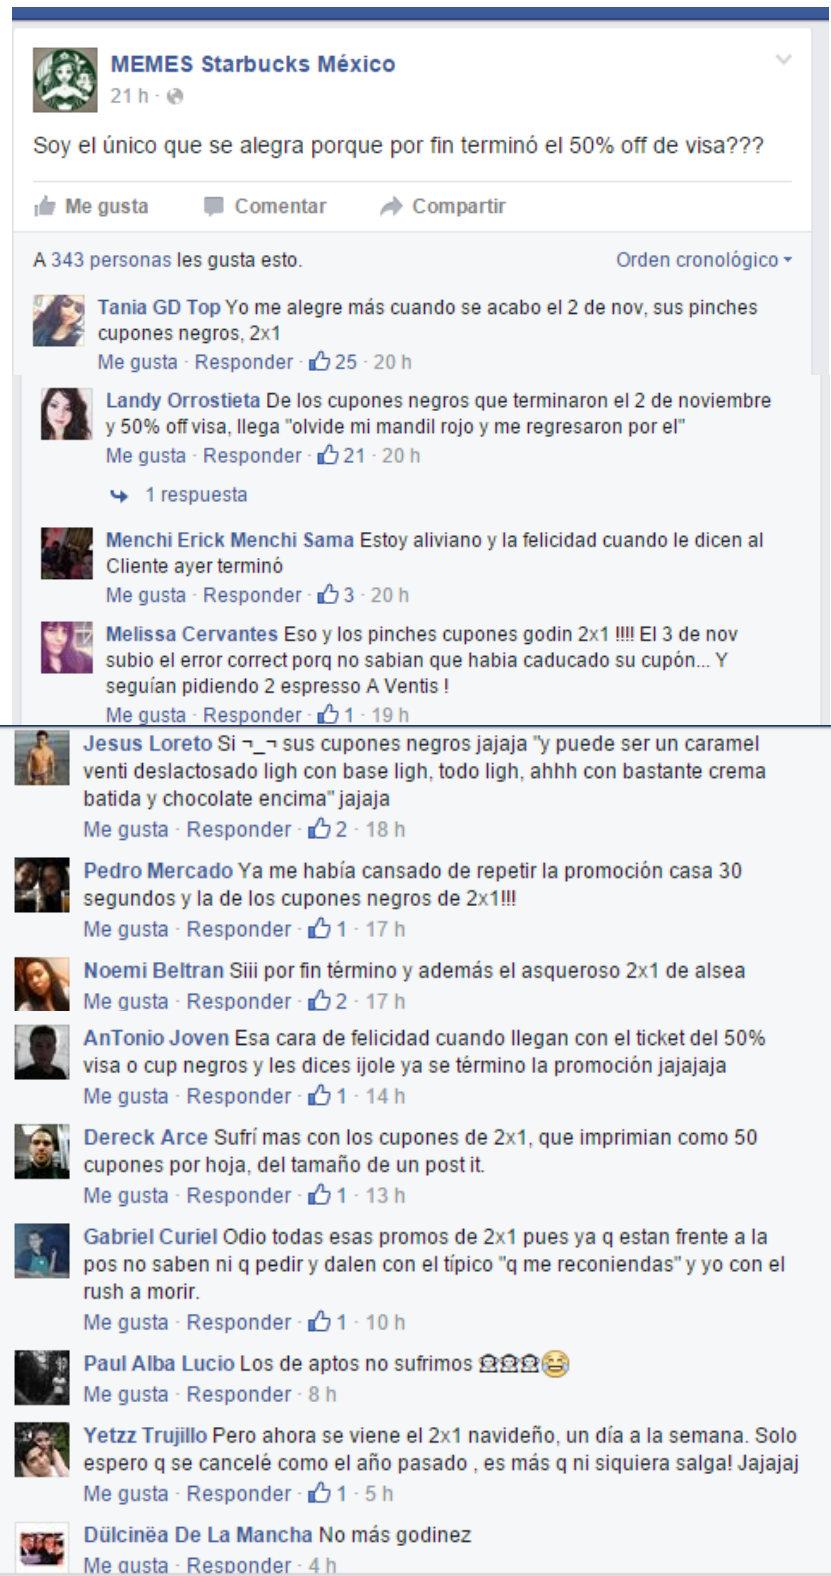 MEMES Starbucks México
21 h ·
Soy el único que se alegra porque por fin terminó el 50% off de visa???
Me gusta Comentar Compartir
A 343 personas les gusta esto. Orden cronológico
Tania GD Top Yo me alegre más cuando se acabo el 2 de nov, sus pinches
cupones negros, 2x1
Me gusta · Responder · 25 · 20 h
Landy Orrostieta De los cupones negros que terminaron el 2 de noviembre
y 50% off visa, llega "olvide mi mandil rojo y me regresaron por el"
Me gusta · Responder · 21 · 20 h
1 respuesta
Menchi Erick Menchi Sama Estoy aliviano y la felicidad cuando le dicen al
Cliente ayer terminó
Me gusta · Responder · 3 · 20 h
Melissa Cervantes Eso y los pinches cupones godin 2x1 !!!! El 3 de nov
subio el error correct porq no sabian que habia caducado su cupón... Y
seguían pidiendo 2 espresso A Ventis !
Me gusta · Responder · 1 · 19 h
Jesus Loreto Si ¬_¬ sus cupones negros jajaja "y puede ser un caramel
venti deslactosado ligh con base ligh, todo ligh, ahhh con bastante crema
batida y chocolate encima" jajaja
Me gusta · Responder · 2 · 18 h
Pedro Mercado Ya me había cansado de repetir la promoción casa 30
segundos y la de los cupones negros de 2x1!!!
Me gusta · Responder · 1 · 17 h
Noemi Beltran Siii por fin término y además el asqueroso 2x1 de alsea
Me gusta · Responder · 2 · 17 h
AnTonio Joven Esa cara de felicidad cuando llegan con el ticket del 50%
visa o cup negros y les dices ijole ya se término la promoción jajajaja
Me gusta · Responder · 1 · 14 h
Dereck Arce Sufrí mas con los cupones de 2x1, que imprimian como 50
cupones por hoja, del tamaño de un post it.
Me gusta · Responder · 1 · 13 h
Gabriel Curiel Odio todas esas promos de 2x1 pues ya q estan frente a la
pos no saben ni q pedir y dalen con el típico "q me reconiendas" y yo con el
rush a morir.
Me gusta · Responder · 1 · 10 h
Paul Alba Lucio Los de aptos no sufrimos 😂
Me gusta · Responder · 8 h
Yetzz Trujillo Pero ahora se viene el 2x1 navideño, un día a la semana. Solo
espero q se cancelé como el año pasado , es más q ni siquiera salga! Jajajaj
Me gusta · Responder · 1 · 5 h
Dülcinëa De La Mancha No más godinez
Me gusta · Responder · 4 h